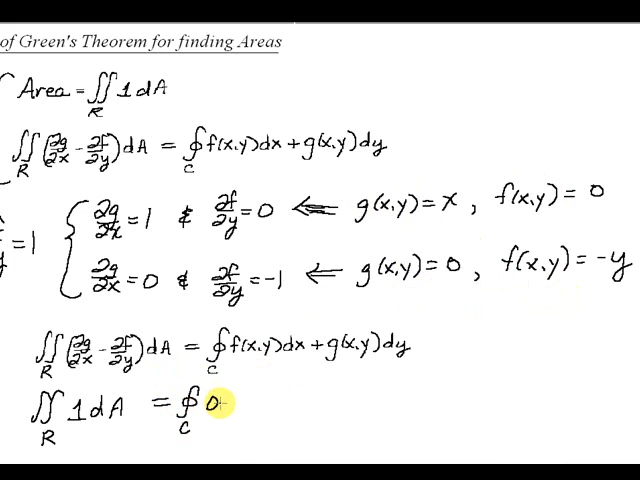 of Green's Theorem for finding Areas
Area = ∬_R 1 dA
∬_R (∂g/∂x - ∂f/∂y) dA = ∮_C f(x,y)dx + g(x,y)dy
= 1 { ∂g/∂x = 1 & ∂f/∂y = 0 ⇐ g(x,y) = x , f(x,y) = 0
∂g/∂x = 0 & ∂f/∂y = -1 ⇐ g(x,y) = 0 , f(x,y) = -y
∬_R (∂g/∂x - ∂f/∂y) dA = ∮_C f(x,y)dx + g(x,y)dy
∬_R 1 dA = ∮_C 0